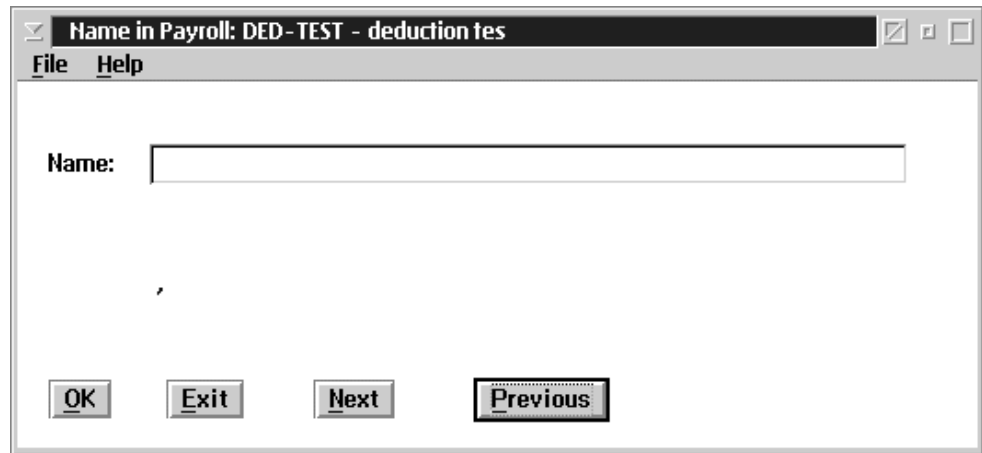 Name in Payroll: DED-TEST - deduction tes
File Help
Name:
,
OK Exit Next Previous